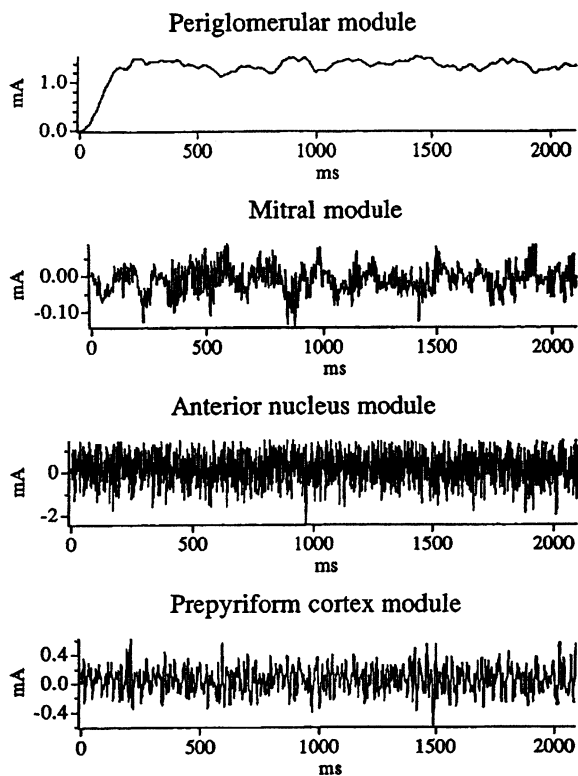 Periglomerular module
mA
1.0
0.0
0 500 1000 1500 2000
ms
Mitral module
mA
0.00
-0.10
0 500 1000 1500 2000
ms
Anterior nucleus module
mA
0
-2
0 500 1000 1500 2000
ms
Prepyriform cortex module
mA
0.4
0.0
-0.4
0 500 1000 1500 2000
ms